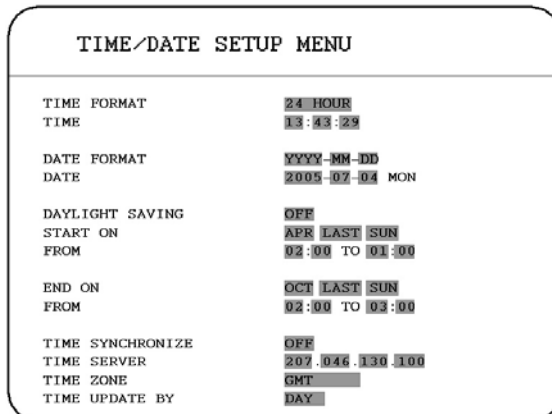 TIME/DATE SETUP MENU
TIME FORMAT 24 HOUR
TIME 13:43:29
DATE FORMAT YYYY-MM-DD
DATE 2005-07-04 MON
DAYLIGHT SAVING OFF
START ON APR LAST SUN
FROM 02:00 TO 01:00
END ON OCT LAST SUN
FROM 02:00 TO 03:00
TIME SYNCHRONIZE OFF
TIME SERVER 207.046.130.100
TIME ZONE GMT
TIME UPDATE BY DAY